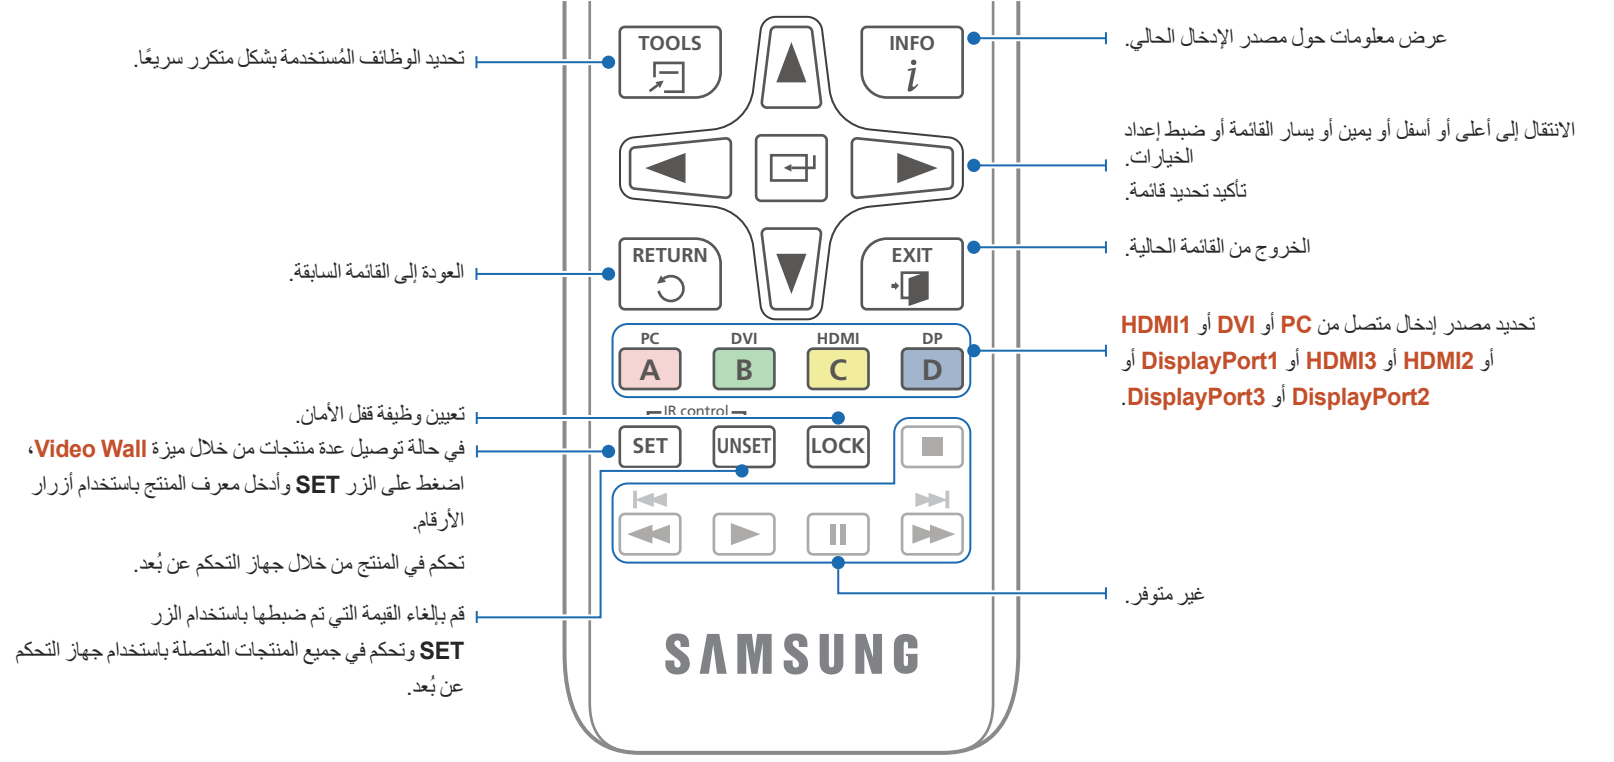 TOOLS
INFO
i
RETURN
EXIT
PC
DVI
HDMI
DP
A
B
C
D
IR control
SET
UNSET
LOCK
SAMSUNG
عرض معلومات حول مصدر الإدخال الحالي.
الانتقال إلى أعلى أو أسفل أو يمين أو يسار القائمة أو ضبط إعداد
الخيارات.
تأكيد تحديد قائمة.
الخروج من القائمة الحالية.
تحديد مصدر إدخال متصل من PC أو DVI أو HDMI1
أو HDMI2 أو HDMI3 أو DisplayPort1 أو
DisplayPort2 أو DisplayPort3.
غير متوفر.
تحديد الوظائف المُستخدمة بشكل متكرر سريعًا.
العودة إلى القائمة السابقة.
تعيين وظيفة قفل الأمان.
في حالة توصيل عدة منتجات من خلال ميزة Video Wall،
اضغط على الزر SET وأدخل معرف المنتج باستخدام أزرار
الأرقام.
تحكم في المنتج من خلال جهاز التحكم عن بُعد.
قم بإلغاء القيمة التي تم ضبطها باستخدام الزر
SET وتحكم في جميع المنتجات المتصلة باستخدام جهاز التحكم
عن بُعد.